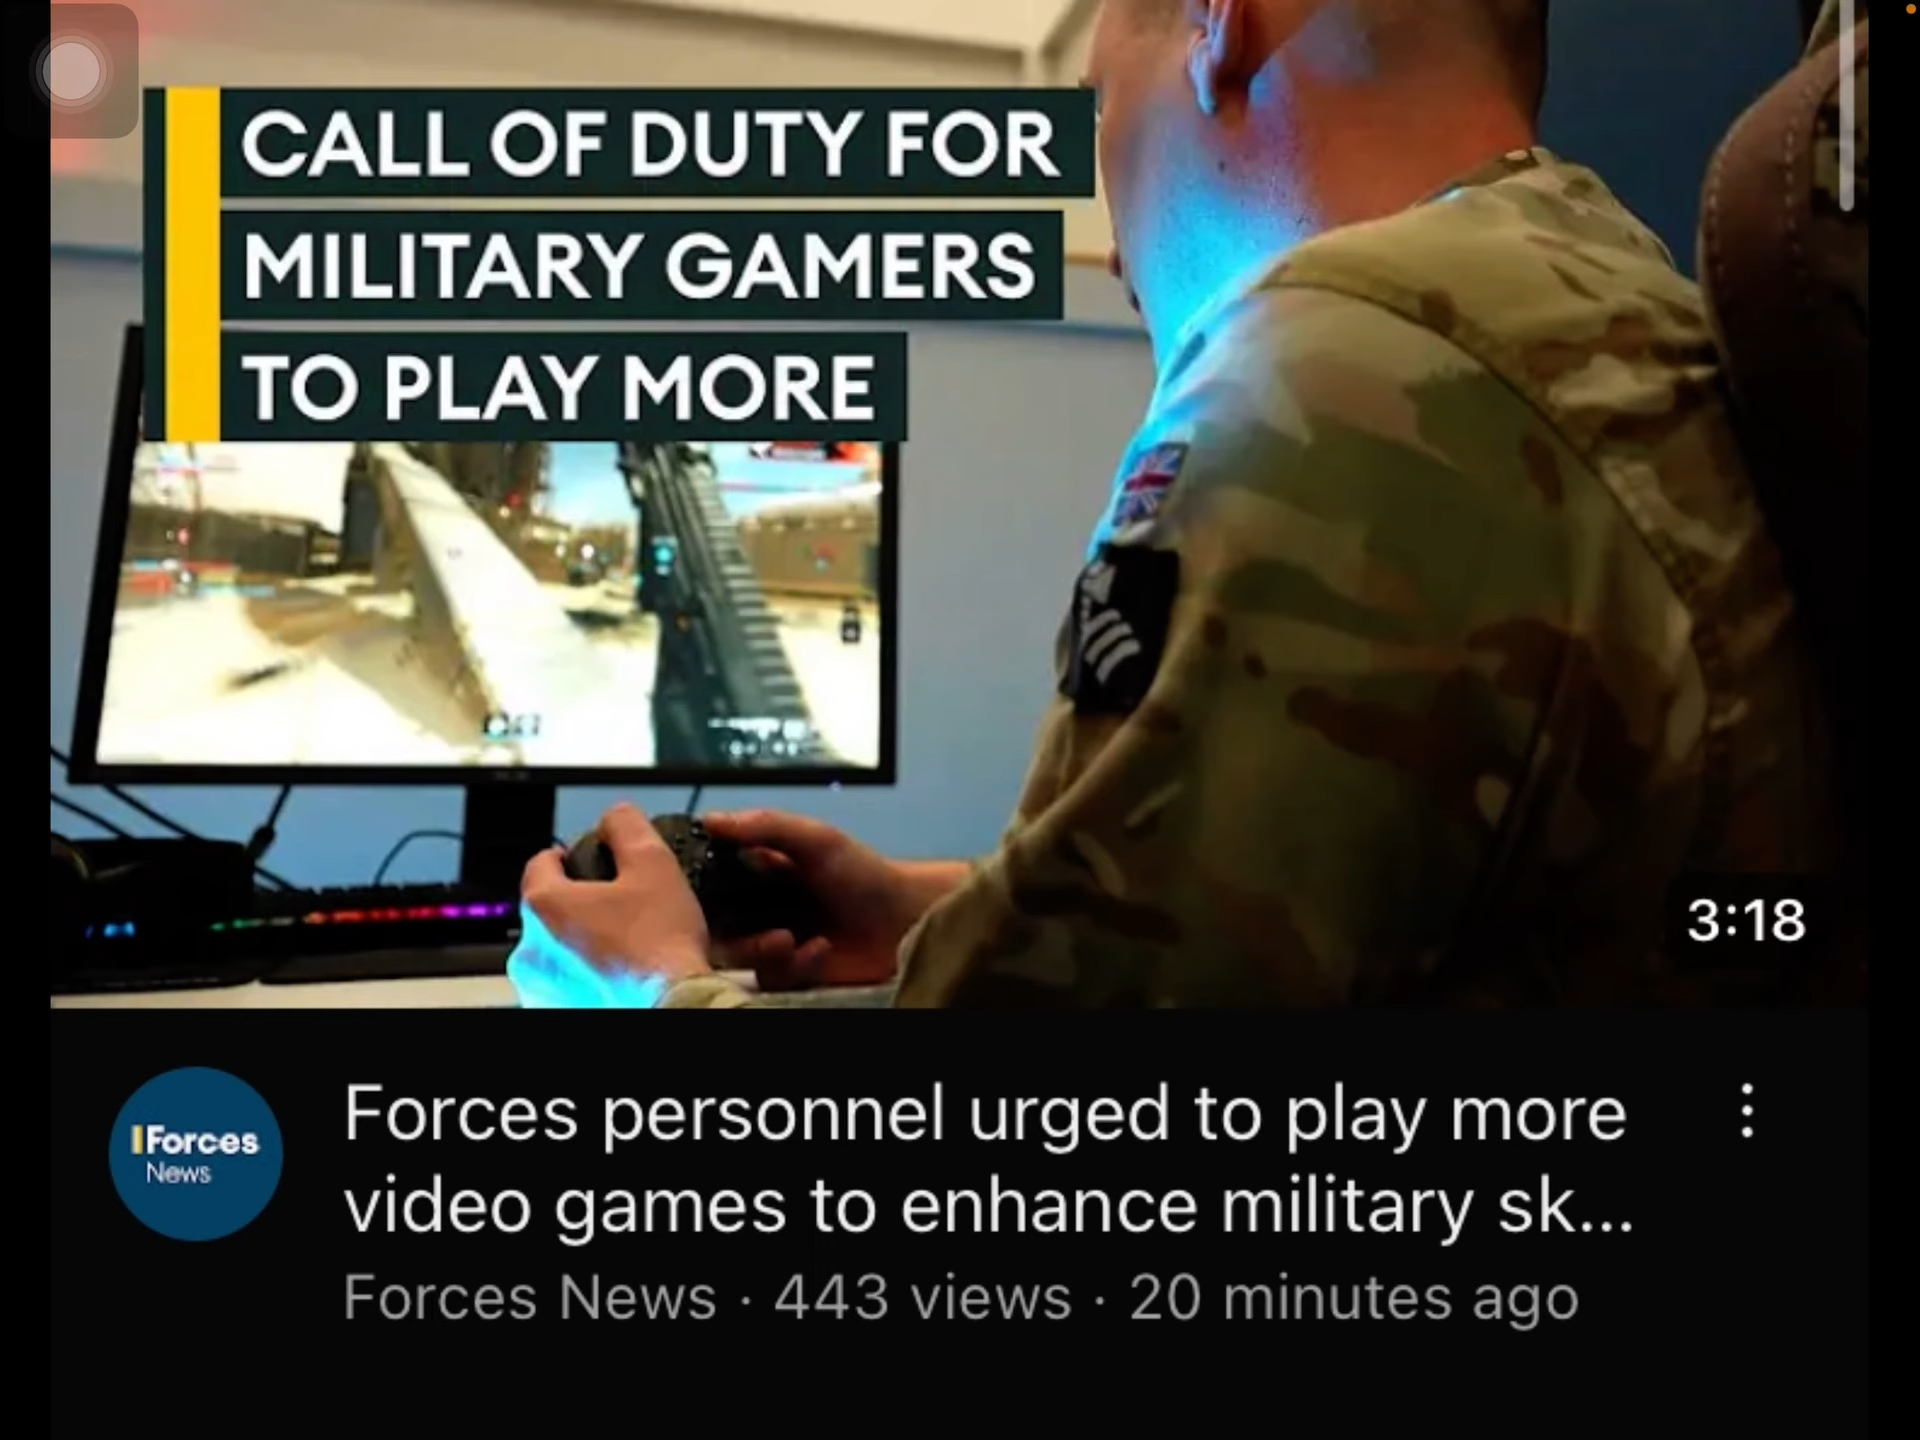 CALL OF DUTY FOR
MILITARY GAMERS
TO PLAY MORE
3:18
Forces
News
Forces personnel urged to play more
video games to enhance military sk...
Forces News · 443 views · 20 minutes ago